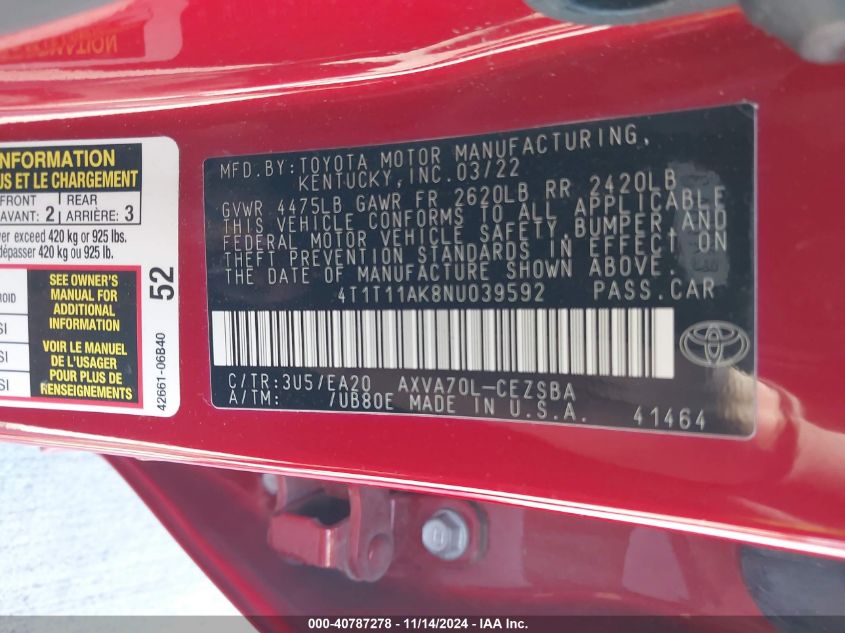 INFORMATION
US ET LE CHARGEMENT
FRONT
AVANT: 2
REAR
ARRIÈRE: 3
er exceed 420 kg or 925 lbs.
dépasser 420 kg ou 925 lb.
SEE OWNER'S
MANUAL FOR
ADDITIONAL
INFORMATION
VOIR LE MANUEL
DE L'USAGER
POUR PLUS DE
RENSEIGNEMENTS
52
42661-06B40
MFD.BY:TOYOTA MOTOR MANUFACTURING,
KENTUCKY,INC.03/22
GVWR 4475LB GAWR FR 2620LB RR 2420LB
THIS VEHICLE CONFORMS TO ALL APPLICABLE
FEDERAL MOTOR VEHICLE SAFETY,BUMPER,AND
THEFT PREVENTION STANDARDS IN EFFECT ON
THE DATE OF MANUFACTURE SHOWN ABOVE.
4T1T11AK8NU039592 PASS.CAR
C/TR:3U5/EA20 AXVA70L-CEZSBA
A/TM: /UB80E MADE IN U.S.A.
41464
000-40787278 - 11/14/2024 - IAA Inc.